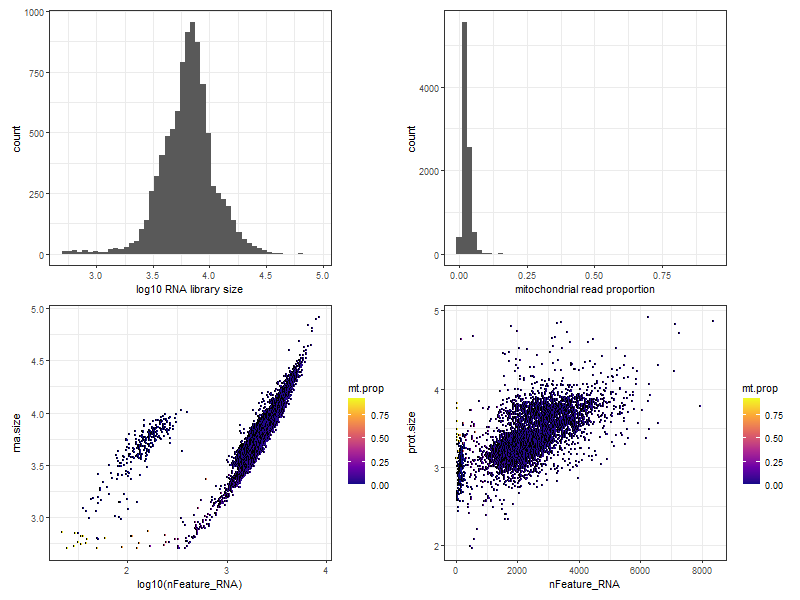 1000
750
500
250
0
count
3.0 3.5 4.0 4.5 5.0
log10 RNA library size
4000
2000
0
count
0.00 0.25 0.50 0.75
mitochondrial read proportion
5.0
4.5
4.0
3.5
3.0
rna.size
2 3 4
log10(nFeature_RNA)
mt.prop
0.75
0.50
0.25
0.00
5
4
3
2
prot.size
0 2000 4000 6000 8000
nFeature_RNA
mt.prop
0.75
0.50
0.25
0.00